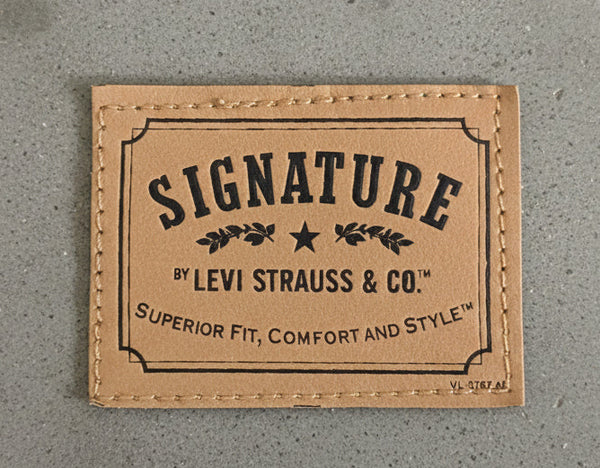 SIGNATURE
BY LEVI STRAUSS & CO.™
SUPERIOR FIT, COMFORT AND STYLE™